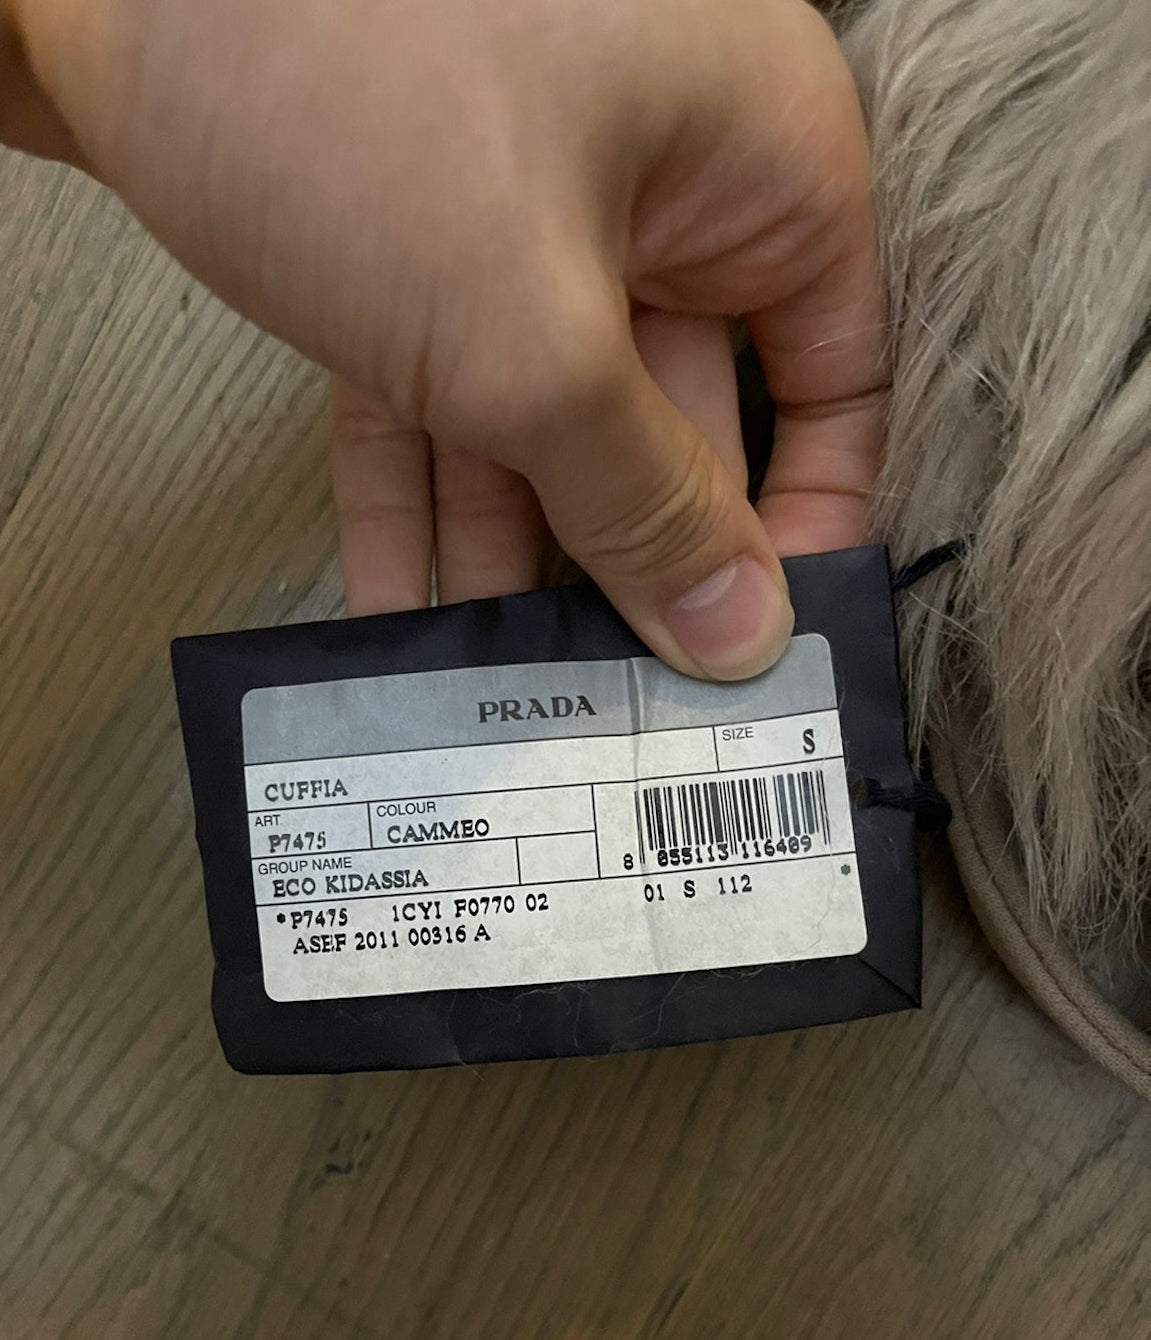 PRADA
SIZE
S
CUFFIA
ART.
P7475
COLOUR
CAMMEO
GROUP NAME
ECO KIDASSIA
8 055113 116409
*P7475 1CYI F0770 02
01 S 112
ASEF 2011 00316 A